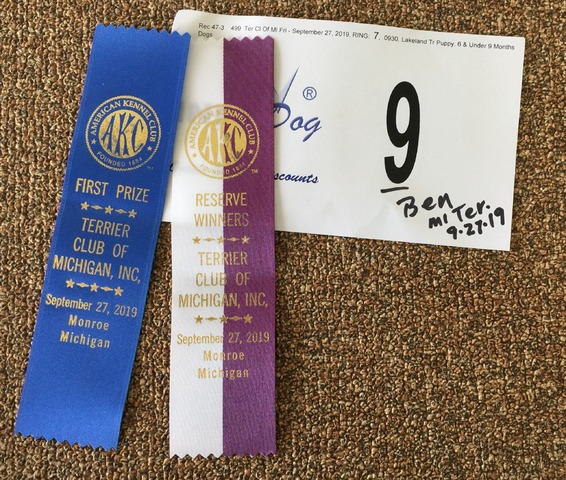 AMERICAN KENNEL CLUB
AKC
FOUNDED 1884
™
FIRST PRIZE
TERRIER
CLUB OF
MICHIGAN, INC.
September 27, 2019
Monroe
Michigan
AMERICAN KENNEL CLUB
AKC
FOUNDED 1884
™
RESERVE
WINNERS
TERRIER
CLUB OF
MICHIGAN, INC.
September 27, 2019
Monroe
Michigan
Rec 47-3 499 Ter Cl Of MI Fri - September 27, 2019, RING: 7, 0930, Lakeland Tr Puppy, 6 & Under 9 Months
Dogs
®
Dog
scounts
9
Ben
MI Ter.
9.27.19